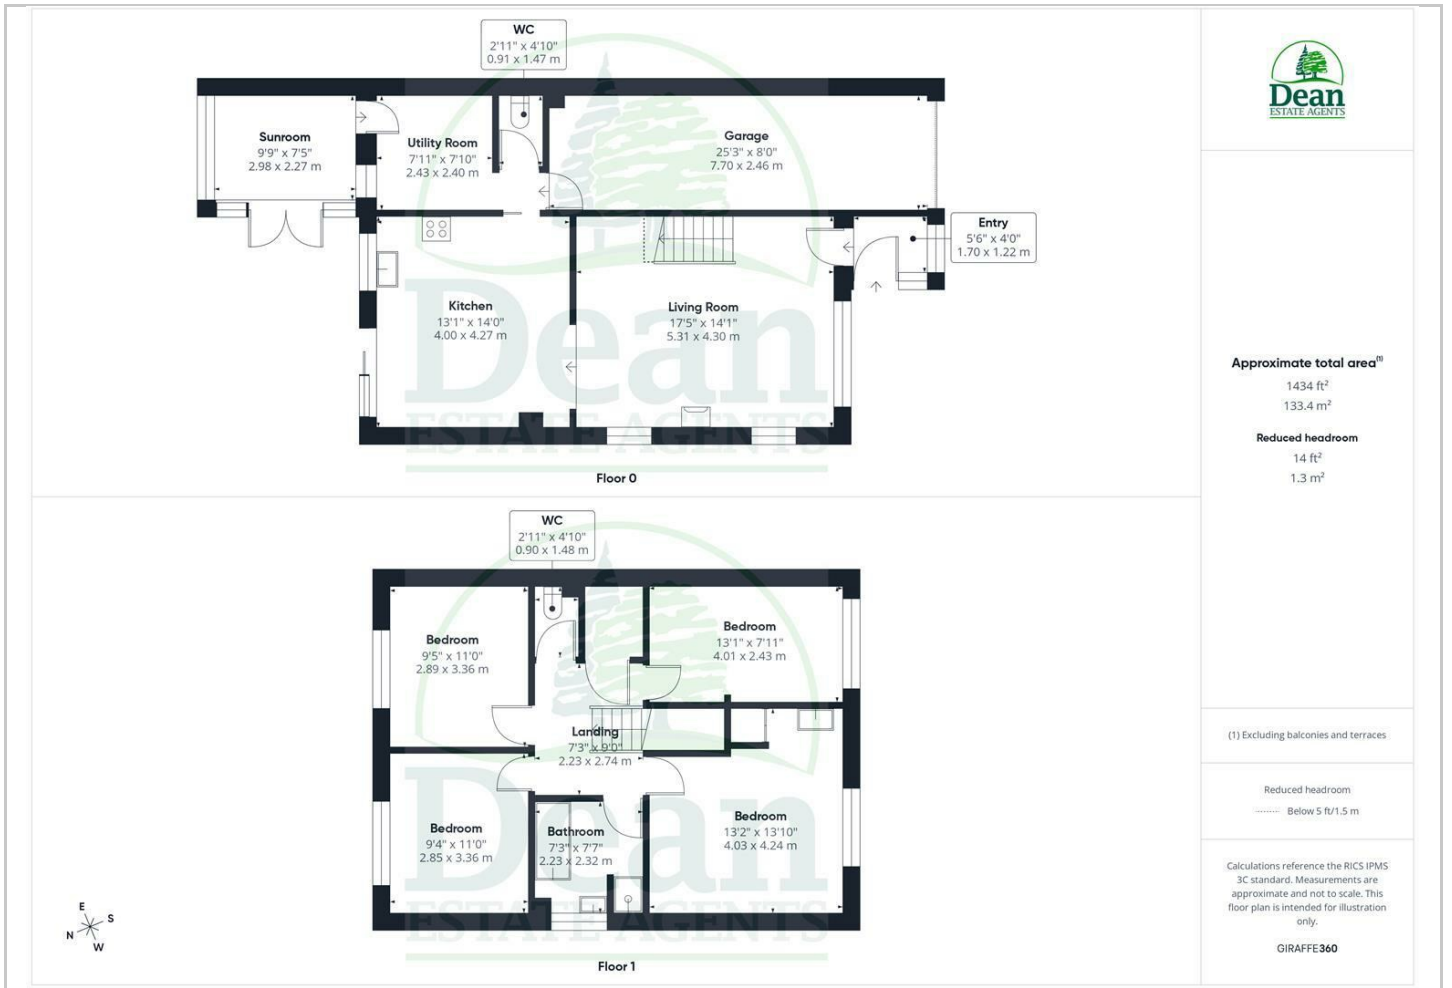 WC
2'11" x 4'10"
0.91 x 1.47 m
Sunroom
9'9" x 7'5"
2.98 x 2.27 m
Utility Room
7'11" x 7'10"
2.43 x 2.40 m
Garage
25'3" x 8'0"
7.70 x 2.46 m
Entry
5'6" x 4'0"
1.70 x 1.22 m
Kitchen
13'1" x 14'0"
4.00 x 4.27 m
Living Room
17'5" x 14'1"
5.31 x 4.30 m
Dean
ESTATE AGENTS
Floor 0
WC
2'11" x 4'10"
0.90 x 1.48 m
Bedroom
9'5" x 11'0"
2.89 x 3.36 m
Bedroom
13'1" x 7'11"
4.01 x 2.43 m
Landing
7'3" x 9'0"
2.23 x 2.74 m
Bedroom
9'4" x 11'0"
2.85 x 3.36 m
Bathroom
7'3" x 7'7"
2.23 x 2.32 m
Bedroom
13'2" x 13'10"
4.03 x 4.24 m
Dean
ESTATE AGENTS
E
S
N
W
Floor 1
Dean
ESTATE AGENTS
Approximate total area(1)
1434 ft²
133.4 m²
Reduced headroom
14 ft²
1.3 m²
(1) Excluding balconies and terraces
Reduced headroom
Below 5 ft/1.5 m
Calculations reference the RICS IPMS
3C standard. Measurements are
approximate and not to scale. This
floor plan is intended for illustration
only.
GIRAFFE360